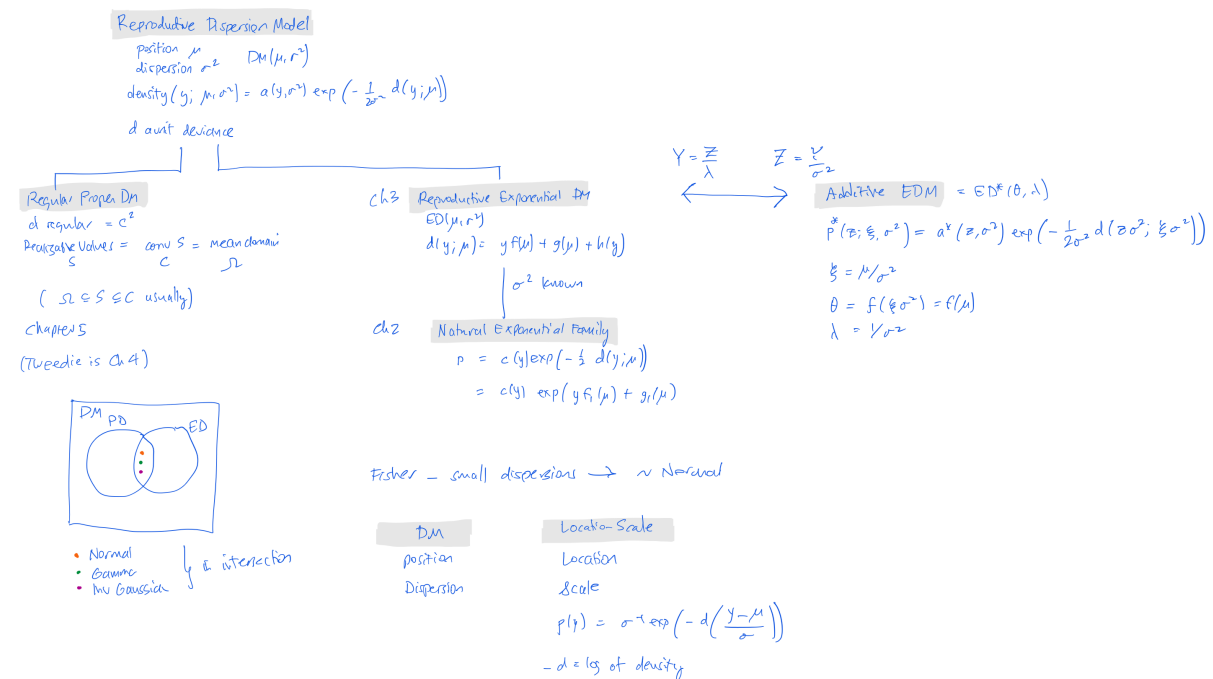 Reproductive Dispersion Model
position μ
dispersion σ² DM(μ,σ²)
density(y; μ,σ²) = a(y,σ²) exp(-1/2σ² d(y;μ))
d a unit deviance
Regular Proper DM
d regular = C²
Realizable Values = conv S = mean domain
S C Ω
( Ω ⊆ S ⊆ C usually)
Chapter 5
(Tweedie is Ch 4)
DM
PD
ED
• Normal
• Gamma
• Inv Gaussian
in intersection
Ch3 Reproductive Exponential DM
ED(μ,σ²)
d(y;μ) = y f(μ) + g(μ) + h(y)
σ² known
Ch2 Natural Exponential Family
p = c(y) exp(-½ d(y;μ))
= c(y) exp(y f₁(μ) + g₁(μ)
Y = Z/λ Z = Y/σ²
Additive EDM = ED*(θ, λ)
p*(z; ξ,σ²) = a*(z,σ²) exp(-1/2σ² d(zσ²; ξσ²))
ξ = μ/σ²
θ = f(ξσ²) = f(μ)
λ = 1/σ²
Fisher - small dispersions → ~ Normal
DM
position
Dispersion
Locatio-Scale
Location
Scale
p(y) = σ⁻¹ exp(-d((y-μ)/σ))
- d = log of density